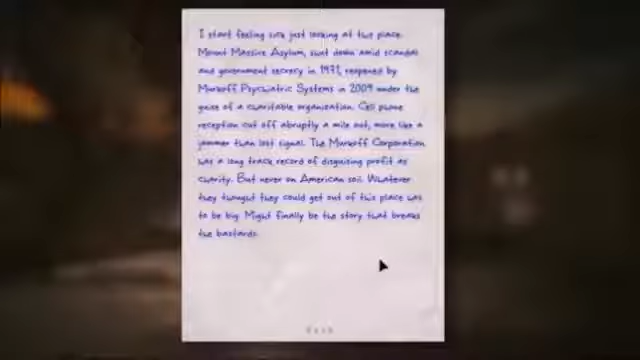 I start feeling sick just looking at this place.
Mount Massive Asylum, shut down amid scandal
and government secrecy in 1971, reopened by
Murkoff Psychiatric Systems in 2009 under the
guise of a charitable organization. Cell phone
reception cut off abruptly a mile out, more like a
jammer than lost signal. The Murkoff Corporation
has a long track record of disguising profit as
charity. But never on American soil. Whatever
they thought they could get out of this place was
to be big. Might finally be the story that breaks
the bastards.